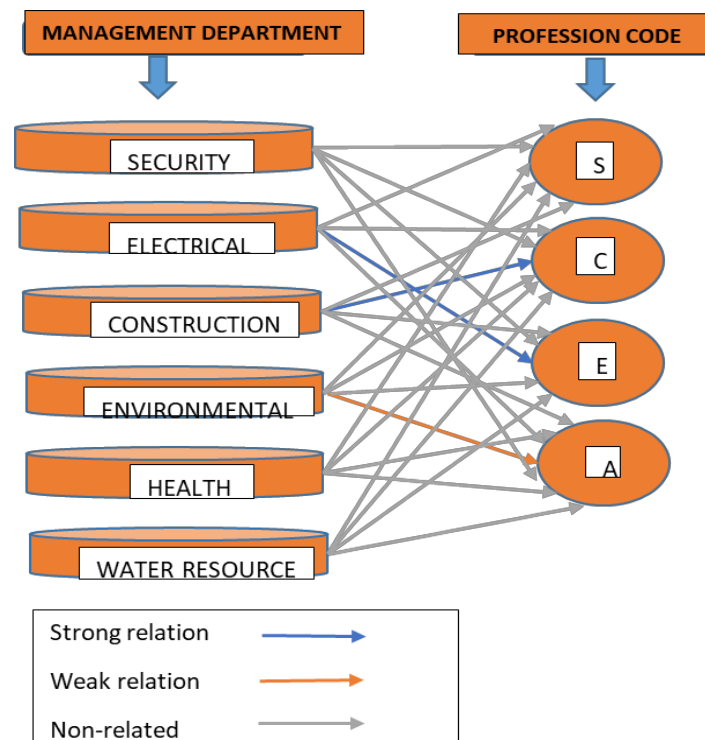 MANAGEMENT DEPARTMENT
PROFESSION CODE
SECURITY
ELECTRICAL
CONSTRUCTION
ENVIRONMENTAL
HEALTH
WATER RESOURCE
S
C
E
A
Strong relation
Weak relation
Non-related